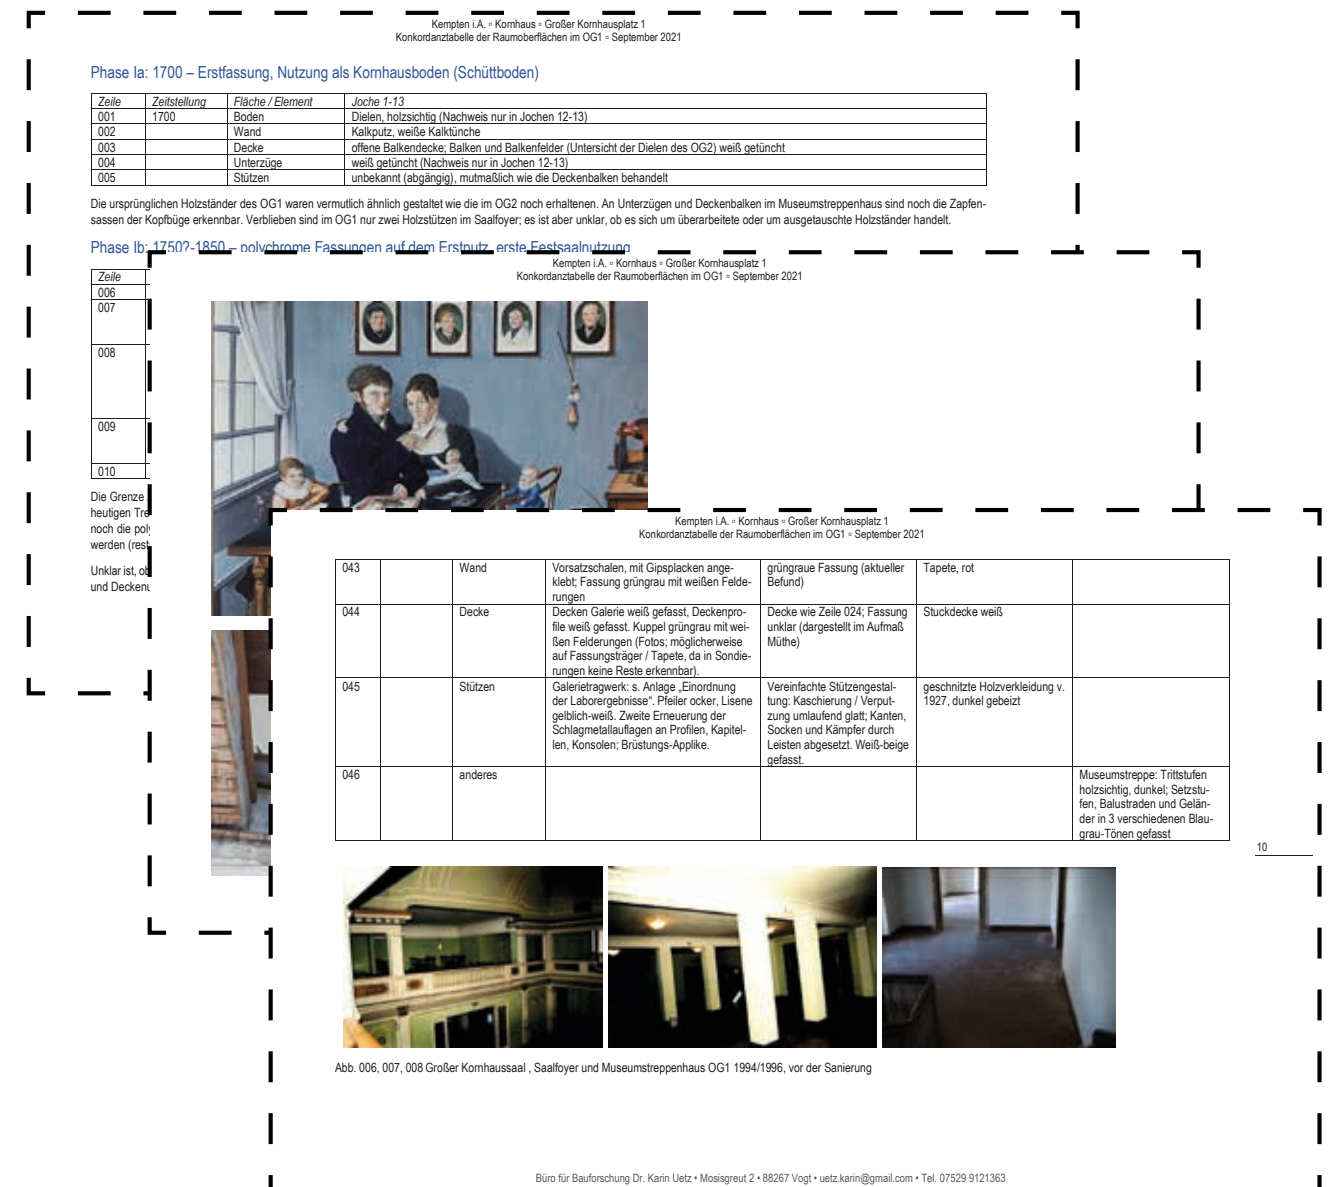 Kempten i.A. ▫ Kornhaus ▫ Großer Kornhausplatz 1
Konkordanztabelle der Raumoberflächen im OG1 ▫ September 2021
Phase Ia: 1700 – Erstfassung, Nutzung als Kornhausboden (Schüttboden)
Zeile Zeitstellung Fläche / Element Joche 1-13
001 1700 Boden Dielen, holzsichtig (Nachweis nur in Jochen 12-13)
002 Wand Kalkputz, weiße Kalktünche
003 Decke offene Balkendecke; Balken und Balkenfelder (Untersicht der Dielen des OG2) weiß getüncht
004 Unterzüge weiß getüncht (Nachweis nur in Jochen 12-13)
005 Stützen unbekannt (abgängig), mutmaßlich wie die Deckenbalken behandelt
Die ursprünglichen Holzständer des OG1 waren vermutlich ähnlich gestaltet wie die im OG2 noch erhaltenen. An Unterzügen und Deckenbalken im Museumstreppenhaus sind noch die Zapfen-
sassen der Kopfbüge erkennbar. Verblieben sind im OG1 nur zwei Holzstützen im Saalfoyer; es ist aber unklar, ob es sich um überarbeitete oder um ausgetauschte Holzständer handelt.
Phase Ib: 1750?-1850 – polychrome Fassungen auf dem Erstputz, erste Festsaalnutzung
Zeile
006
007
008
009
010
Die Grenze
heutigen Tre
noch die poly
werden (rest
Unklar ist, ob
und Deckenu
Kempten i.A. ▫ Kornhaus ▫ Großer Kornhausplatz 1
Konkordanztabelle der Raumoberflächen im OG1 ▫ September 2021
Kempten i.A. ▫ Kornhaus ▫ Großer Kornhausplatz 1
Konkordanztabelle der Raumoberflächen im OG1 ▫ September 2021
043 Wand Vorsatzschalen, mit Gipsplacken ange- grüngraue Fassung (aktueller Tapete, rot
klebt; Fassung grüngrau mit weißen Felde- Befund)
rungen
044 Decke Decken Galerie weiß gefasst, Deckenpro- Decke wie Zeile 024; Fassung Stuckdecke weiß
file weiß gefasst. Kuppel grüngrau mit wei- unklar (dargestellt im Aufmaß
ßen Felderungen (Fotos; möglicherweise Müthe)
auf Fassungsträger / Tapete, da in Sondie-
rungen keine Reste erkennbar).
045 Stützen Galerietragwerk: s. Anlage „Einordnung Vereinfachte Stützengestal- geschnitzte Holzverkleidung v.
der Laborergebnisse“. Pfeiler ocker, Lisene tung: Kaschierung / Verput- 1927, dunkel gebeizt
gelblich-weiß. Zweite Erneuerung der zung umlaufend glatt; Kanten,
Schlagmetallauflagen an Profilen, Kapitel- Socken und Kämpfer durch
len, Konsolen; Brüstungs-Applike. Leisten abgesetzt. Weiß-beige
gefasst.
046 anderes Museumstreppe: Trittstufen
holzsichtig, dunkel; Setzstu-
fen, Balustraden und Gelän-
der in 3 verschiedenen Blau-
grau-Tönen gefasst
10
Abb. 006, 007, 008 Großer Kornhaussaal , Saalfoyer und Museumstreppenhaus OG1 1994/1996, vor der Sanierung
Büro für Bauforschung Dr. Karin Uetz • Mosisgreut 2 • 88267 Vogt • uetz.karin@gmail.com • Tel. 07529 9121363